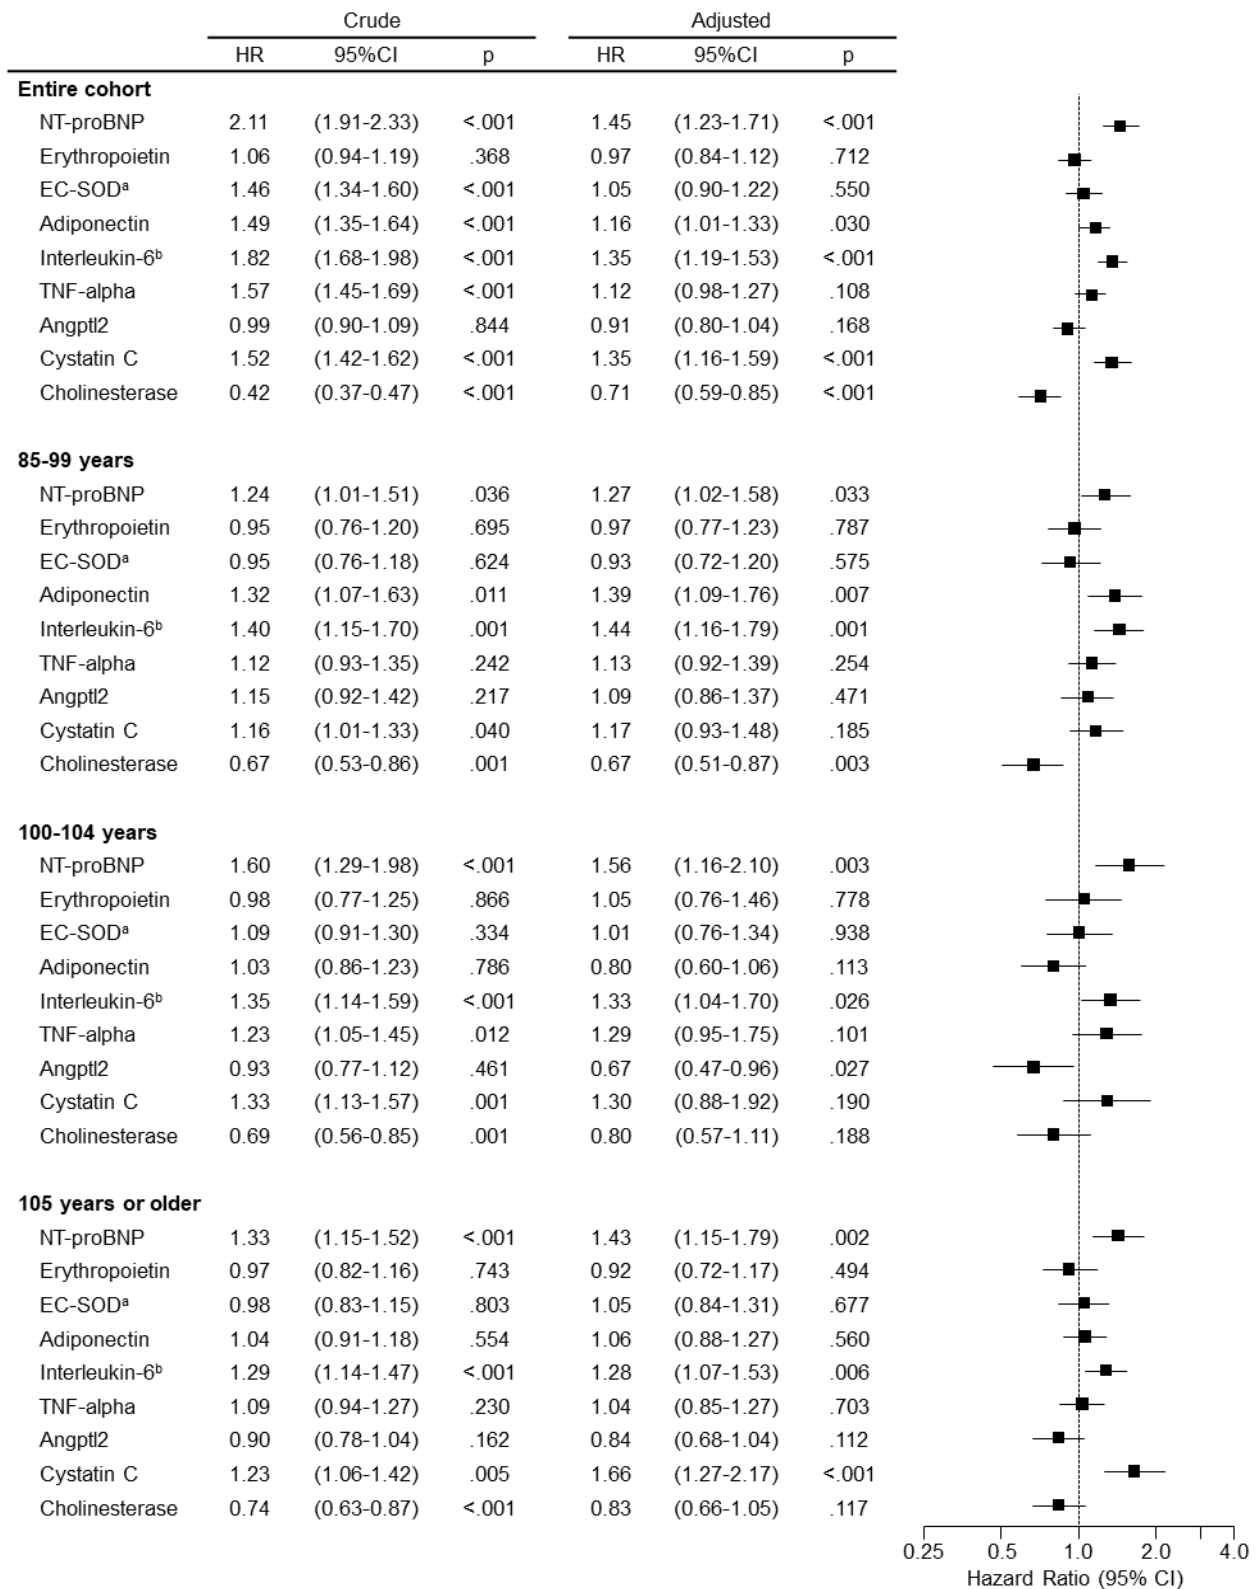 Crude Adjusted
HR 95%CI p HR 95%CI p
Entire cohort
NT-proBNP 2.11 (1.91-2.33) <.001 1.45 (1.23-1.71) <.001
Erythropoietin 1.06 (0.94-1.19) .368 0.97 (0.84-1.12) .712
EC-SODᵃ 1.46 (1.34-1.60) <.001 1.05 (0.90-1.22) .550
Adiponectin 1.49 (1.35-1.64) <.001 1.16 (1.01-1.33) .030
Interleukin-6ᵇ 1.82 (1.68-1.98) <.001 1.35 (1.19-1.53) <.001
TNF-alpha 1.57 (1.45-1.69) <.001 1.12 (0.98-1.27) .108
Angptl2 0.99 (0.90-1.09) .844 0.91 (0.80-1.04) .168
Cystatin C 1.52 (1.42-1.62) <.001 1.35 (1.16-1.59) <.001
Cholinesterase 0.42 (0.37-0.47) <.001 0.71 (0.59-0.85) <.001
85-99 years
NT-proBNP 1.24 (1.01-1.51) .036 1.27 (1.02-1.58) .033
Erythropoietin 0.95 (0.76-1.20) .695 0.97 (0.77-1.23) .787
EC-SODᵃ 0.95 (0.76-1.18) .624 0.93 (0.72-1.20) .575
Adiponectin 1.32 (1.07-1.63) .011 1.39 (1.09-1.76) .007
Interleukin-6ᵇ 1.40 (1.15-1.70) .001 1.44 (1.16-1.79) .001
TNF-alpha 1.12 (0.93-1.35) .242 1.13 (0.92-1.39) .254
Angptl2 1.15 (0.92-1.42) .217 1.09 (0.86-1.37) .471
Cystatin C 1.16 (1.01-1.33) .040 1.17 (0.93-1.48) .185
Cholinesterase 0.67 (0.53-0.86) .001 0.67 (0.51-0.87) .003
100-104 years
NT-proBNP 1.60 (1.29-1.98) <.001 1.56 (1.16-2.10) .003
Erythropoietin 0.98 (0.77-1.25) .866 1.05 (0.76-1.46) .778
EC-SODᵃ 1.09 (0.91-1.30) .334 1.01 (0.76-1.34) .938
Adiponectin 1.03 (0.86-1.23) .786 0.80 (0.60-1.06) .113
Interleukin-6ᵇ 1.35 (1.14-1.59) <.001 1.33 (1.04-1.70) .026
TNF-alpha 1.23 (1.05-1.45) .012 1.29 (0.95-1.75) .101
Angptl2 0.93 (0.77-1.12) .461 0.67 (0.47-0.96) .027
Cystatin C 1.33 (1.13-1.57) .001 1.30 (0.88-1.92) .190
Cholinesterase 0.69 (0.56-0.85) .001 0.80 (0.57-1.11) .188
105 years or older
NT-proBNP 1.33 (1.15-1.52) <.001 1.43 (1.15-1.79) .002
Erythropoietin 0.97 (0.82-1.16) .743 0.92 (0.72-1.17) .494
EC-SODᵃ 0.98 (0.83-1.15) .803 1.05 (0.84-1.31) .677
Adiponectin 1.04 (0.91-1.18) .554 1.06 (0.88-1.27) .560
Interleukin-6ᵇ 1.29 (1.14-1.47) <.001 1.28 (1.07-1.53) .006
TNF-alpha 1.09 (0.94-1.27) .230 1.04 (0.85-1.27) .703
Angptl2 0.90 (0.78-1.04) .162 0.84 (0.68-1.04) .112
Cystatin C 1.23 (1.06-1.42) .005 1.66 (1.27-2.17) <.001
Cholinesterase 0.74 (0.63-0.87) <.001 0.83 (0.66-1.05) .117
0.25 0.5 1.0 2.0 4.0
Hazard Ratio (95% CI)